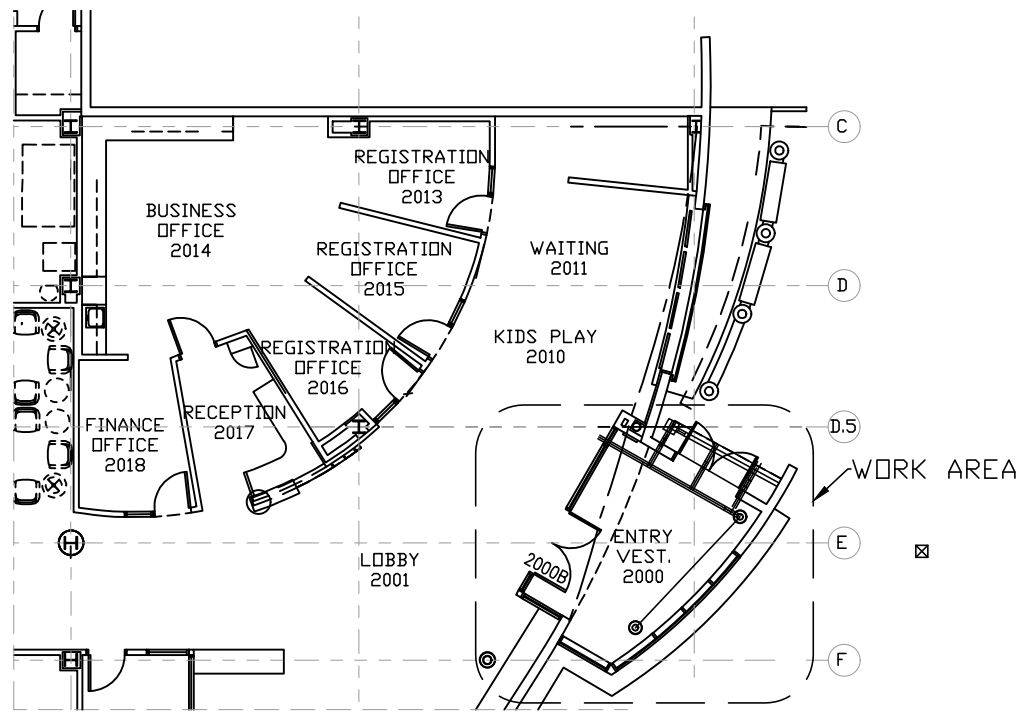 C
REGISTRATION
OFFICE
2013
BUSINESS
OFFICE
2014
REGISTRATION
OFFICE
2015
WAITING
2011
D
KIDS PLAY
2010
REGISTRATION
OFFICE
2016
RECEPTION
2017
FINANCE
OFFICE
2018
D.5
WORK AREA
ENTRY
VEST.
2000
E
LOBBY
2001
2000B
F